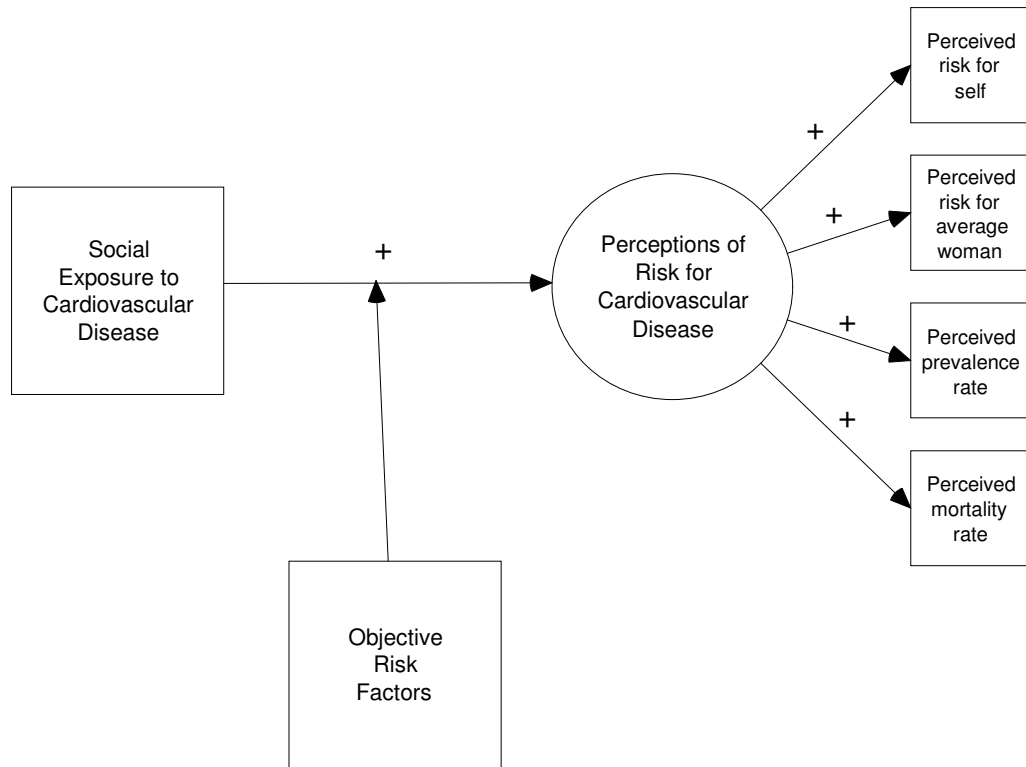 Social
Exposure to
Cardiovascular
Disease
+
Objective
Risk
Factors
Perceptions of
Risk for
Cardiovascular
Disease
+
Perceived
risk for
self
+
Perceived
risk for
average
woman
+
Perceived
prevalence
rate
+
Perceived
mortality
rate